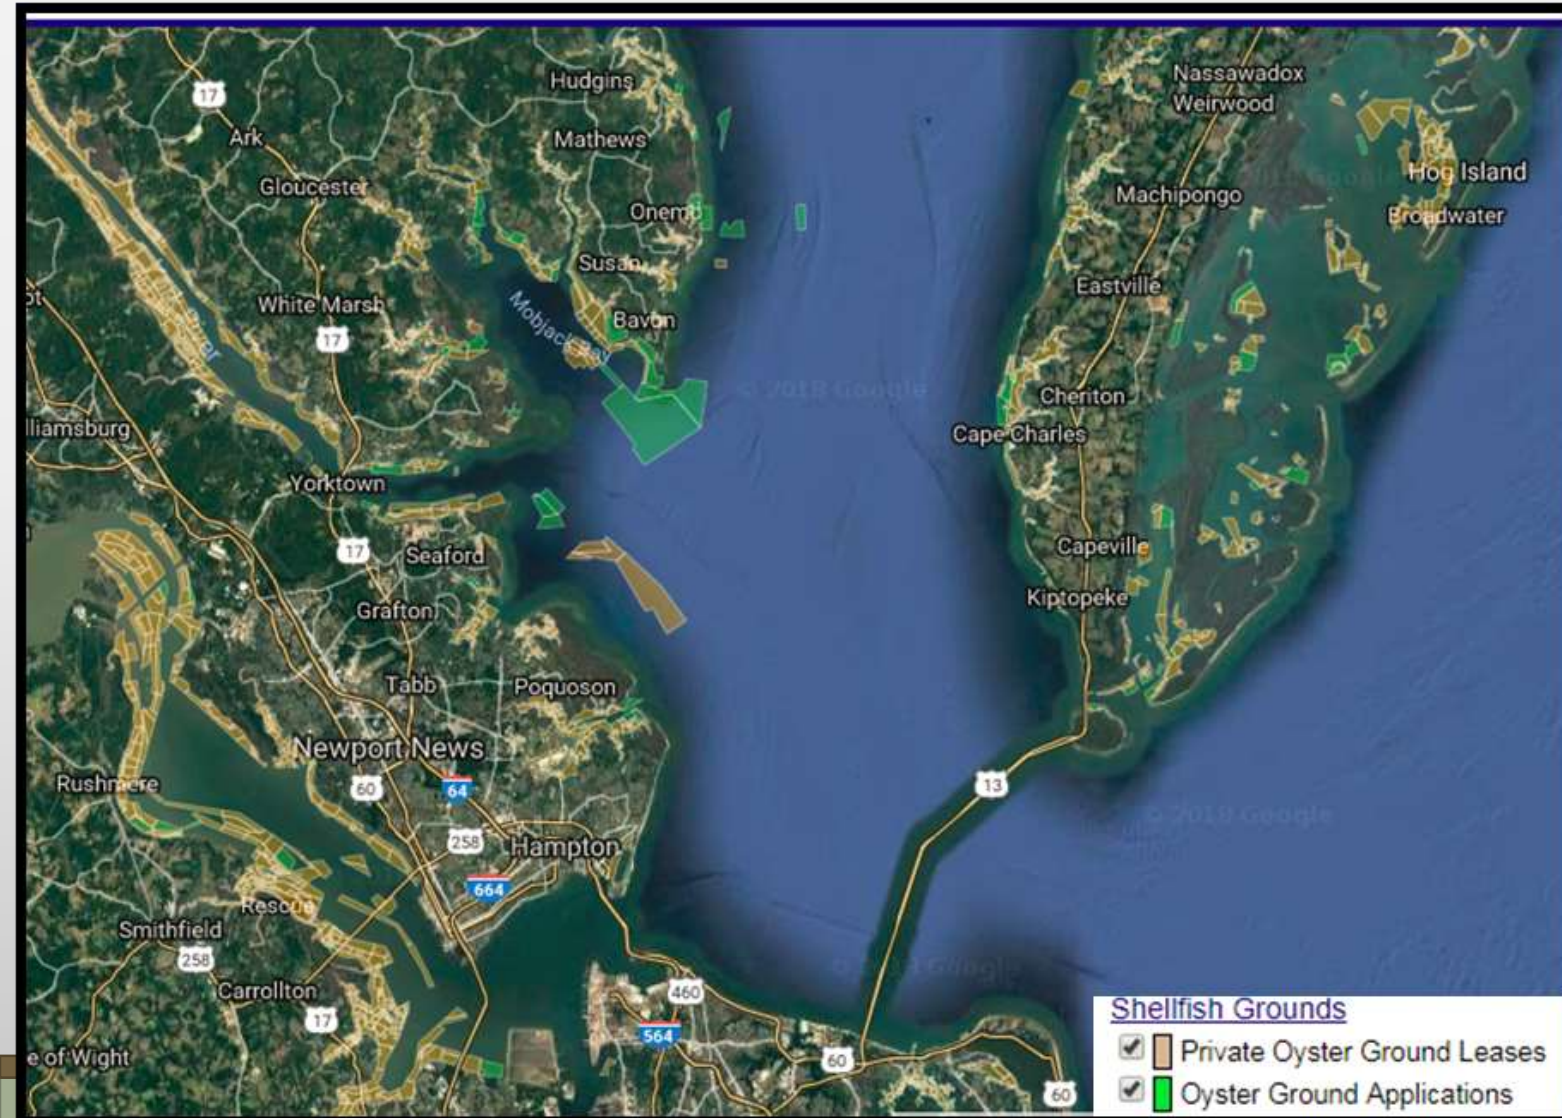 Hudgins
Nassawadox
17
Weirwood
Ark
Mathews
Hog Island
Gloucester
Machipongo
Onemo
Broadwater
Susan
Eastville
White Marsh
Mobjack Bay
Bavon
17
© 2018 Google
Cheriton
lliamsburg
Cape Charles
Yorktown
17
Seaford
Capeville
Grafton
Kiptopeke
Tabb
Poquoson
Newport News
Rushmere
60
64
13
© 2018 Google
258
Hampton
664
Rescue
Smithfield
258
Google
Carrollton
460
17
564
Shellfish Grounds
Private Oyster Ground Leases
e of Wight
60
60
Oyster Ground Applications